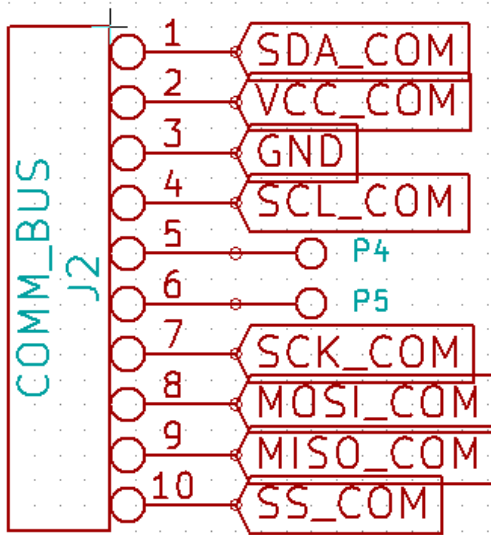 COMM_BUS
J2
1 SDA_COM
2 VCC_COM
3 GND
4 SCL_COM
5 P4
6 P5
7 SCK_COM
8 MOSI_COM
9 MISO_COM
10 SS_COM